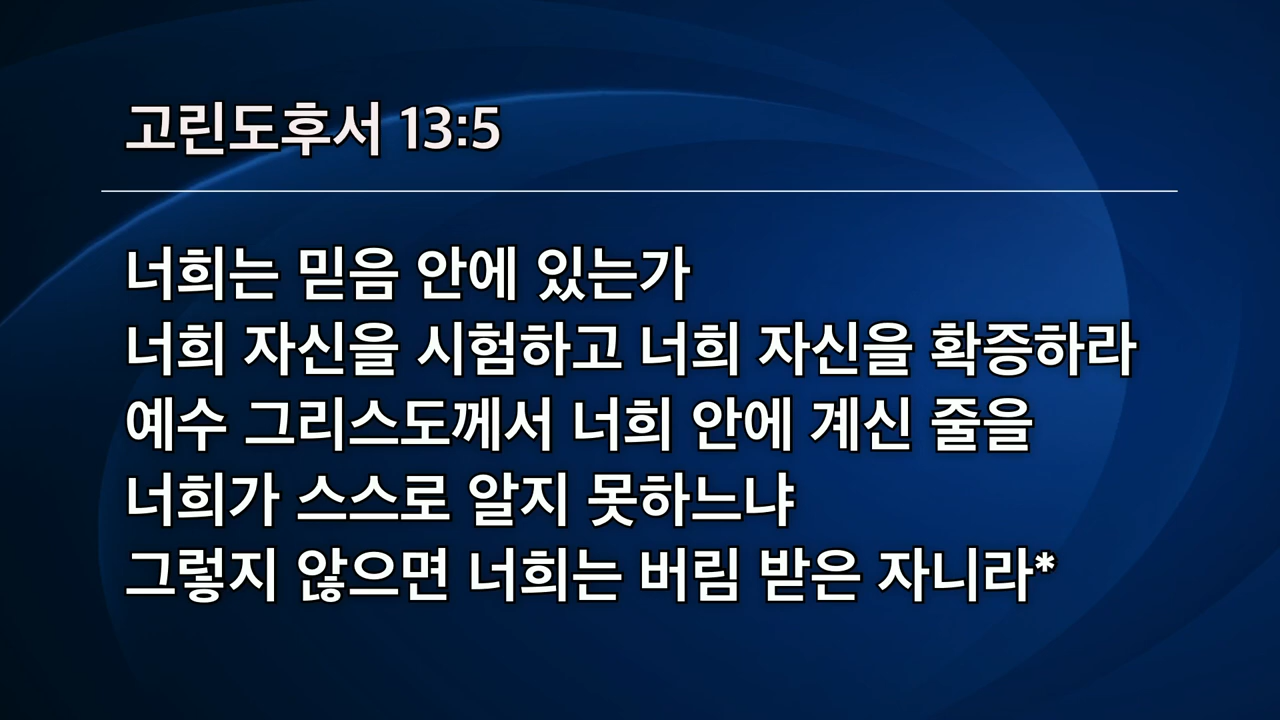 고린도후서 13:5
너희는 믿음 안에 있는가
너희 자신을 시험하고 너희 자신을 확증하라
예수 그리스도께서 너희 안에 계신 줄을
너희가 스스로 알지 못하느냐
그렇지 않으면 너희는 버림 받은 자니라*